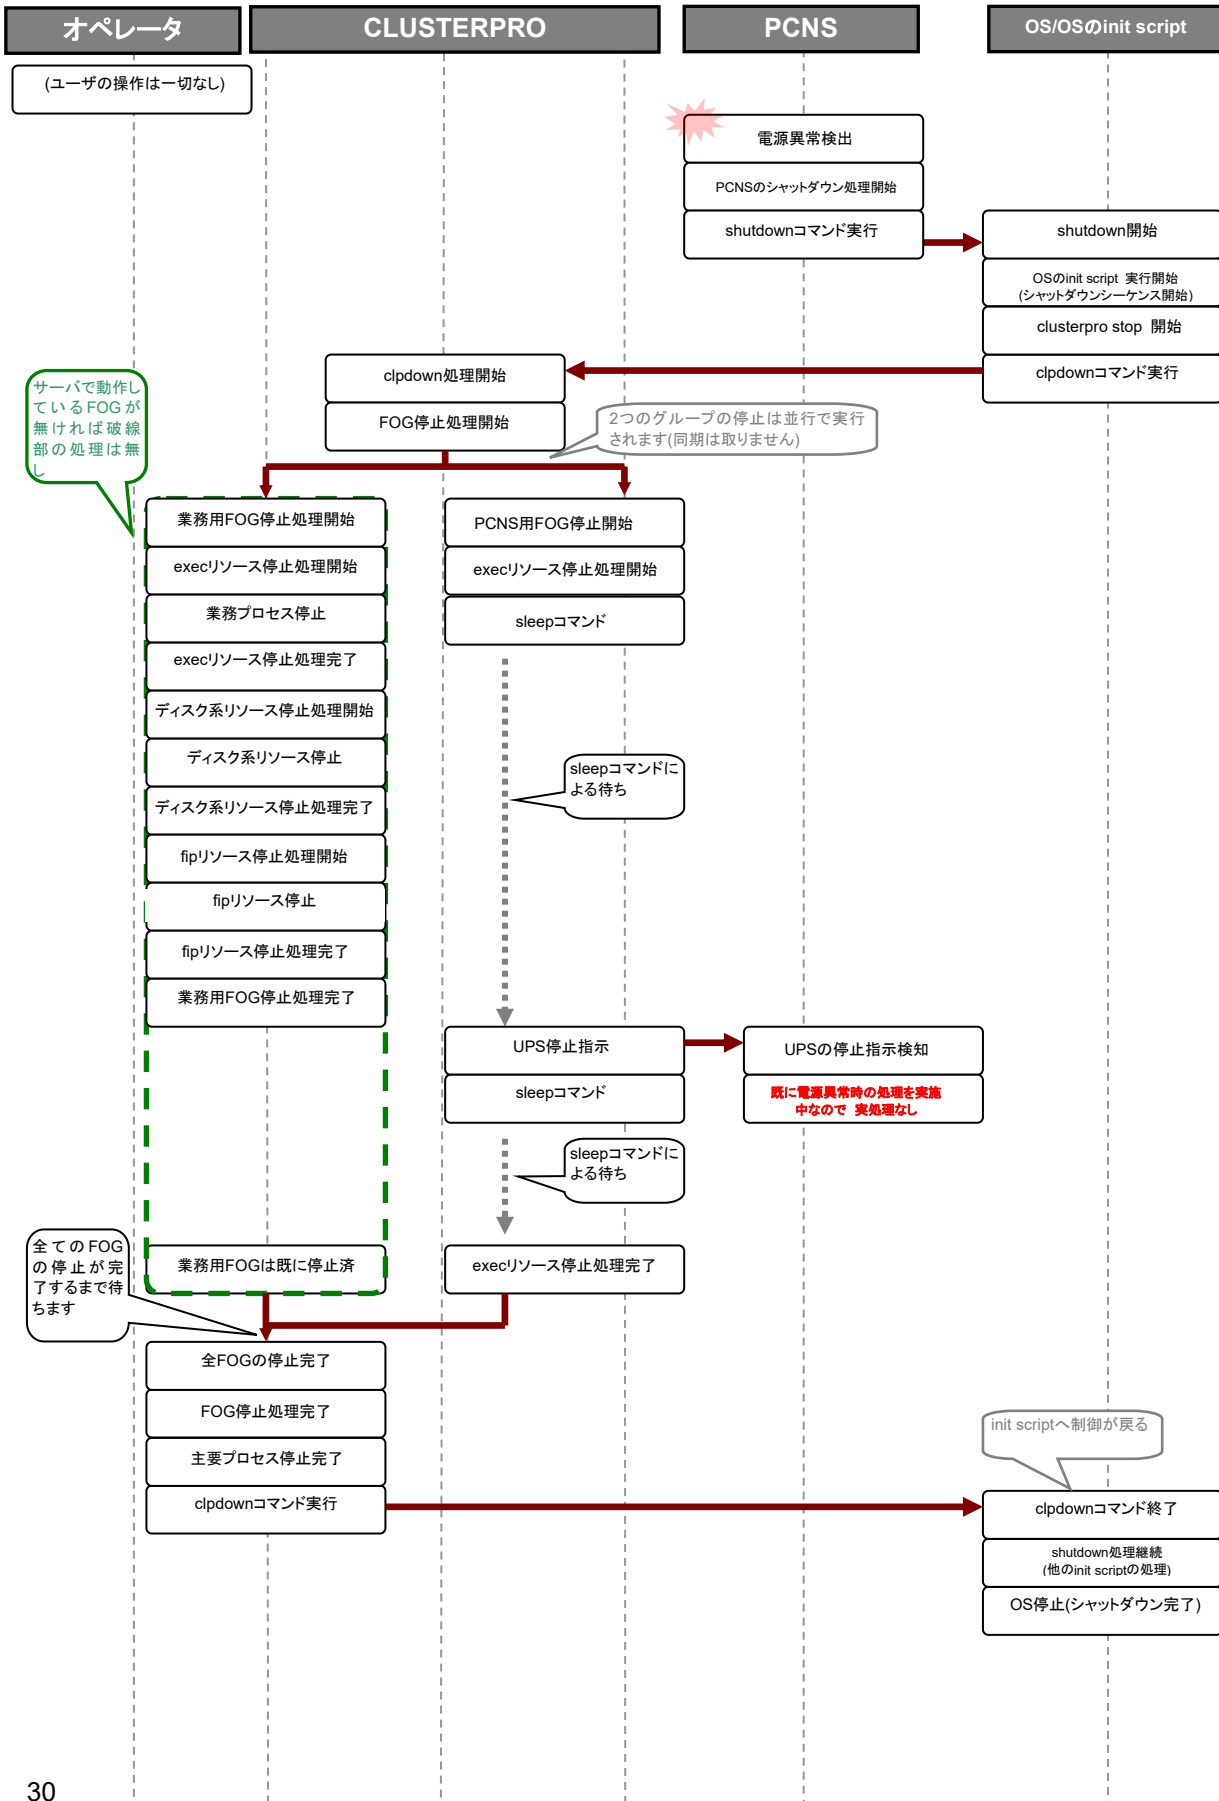 オペレータ
CLUSTERPRO
PCNS
OS/OSのinit script
(ユーザの操作は一切なし)
電源異常検出
PCNSのシャットダウン処理開始
shutdownコマンド実行
shutdown開始
OSのinit script 実行開始
(シャットダウンシーケンス開始)
clusterpro stop 開始
clpdownコマンド実行
clpdown処理開始
FOG停止処理開始
2つのグループの停止は並行で実行
されます(同期は取りません)
サーバで動作し
ているFOGが
無ければ破線
部の処理は無
し
業務用FOG停止処理開始
execリソース停止処理開始
業務プロセス停止
execリソース停止処理完了
ディスク系リソース停止処理開始
ディスク系リソース停止
ディスク系リソース停止処理完了
fipリソース停止処理開始
fipリソース停止
fipリソース停止処理完了
業務用FOG停止処理完了
PCNS用FOG停止開始
execリソース停止処理開始
sleepコマンド
sleepコマンドに
よる待ち
UPS停止指示
sleepコマンド
UPSの停止指示検知
既に電源異常時の処理を実施
中なので 実処理なし
sleepコマンドに
よる待ち
全てのFOG
の停止が完
了するまで待
ちます
業務用FOGは既に停止済
execリソース停止処理完了
全FOGの停止完了
FOG停止処理完了
主要プロセス停止完了
clpdownコマンド実行
init scriptへ制御が戻る
clpdownコマンド終了
shutdown処理継続
(他のinit scriptの処理)
OS停止(シャットダウン完了)
30